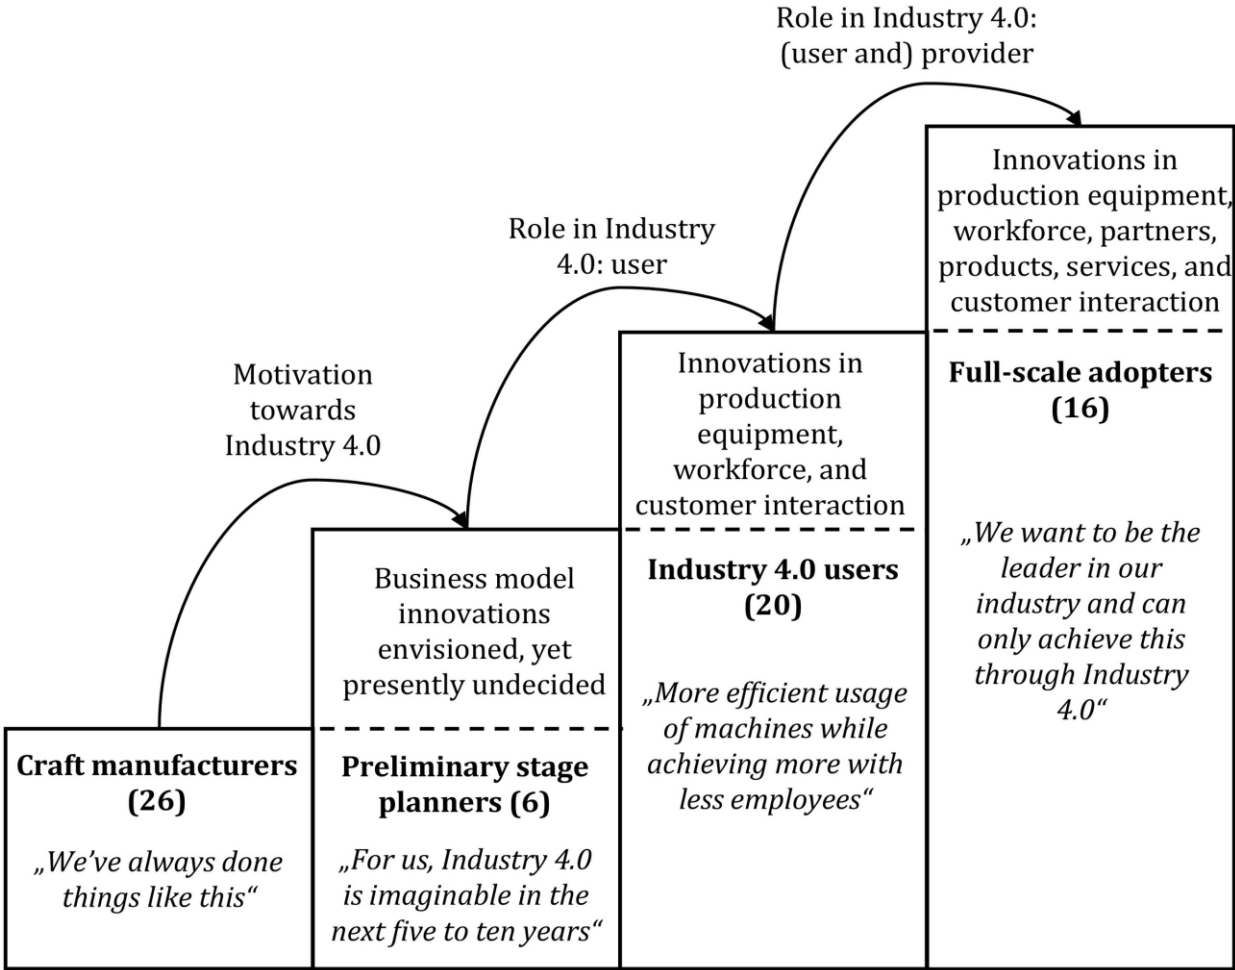 Role in Industry 4.0:
(user and) provider
Innovations in
production equipment,
workforce, partners,
products, services, and
customer interaction
Full-scale adopters
(16)
„We want to be the
leader in our
industry and can
only achieve this
through Industry
4.0“
Role in Industry
4.0: user
Innovations in
production
equipment,
workforce, and
customer interaction
Industry 4.0 users
(20)
„More efficient usage
of machines while
achieving more with
less employees“
Motivation
towards
Industry 4.0
Business model
innovations
envisioned, yet
presently undecided
Preliminary stage
planners (6)
„For us, Industry 4.0
is imaginable in the
next five to ten years“
Craft manufacturers
(26)
„We’ve always done
things like this“